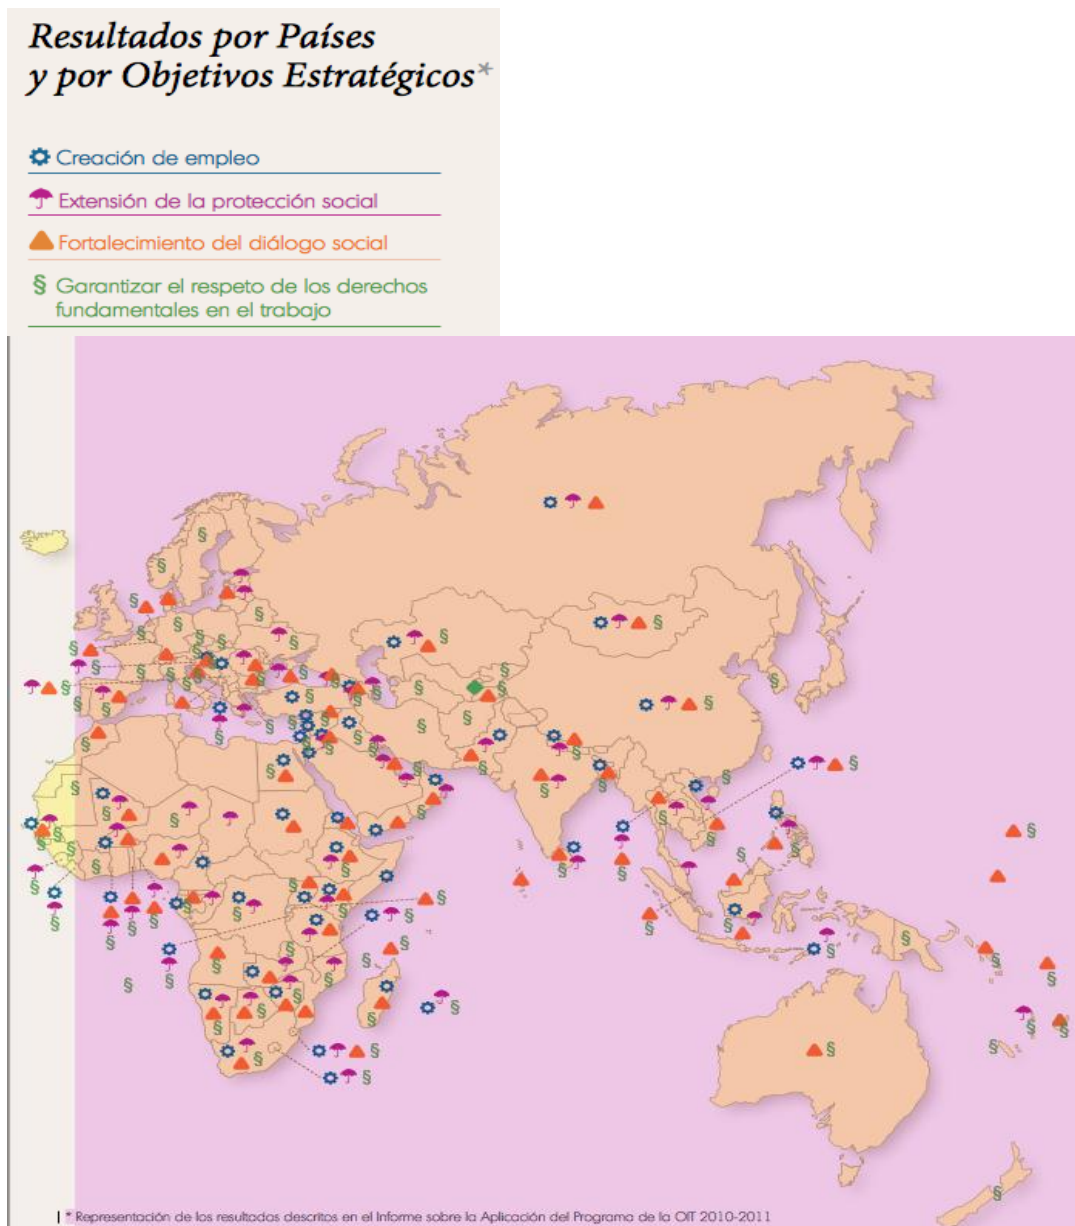 Resultados por Países
y por Objetivos Estratégicos*
Creación de empleo
Extensión de la protección social
Fortalecimiento del diálogo social
§ Garantizar el respeto de los derechos
fundamentales en el trabajo
* Representación de los resultados descritos en el Informe sobre la Aplicación del Programa de la OIT 2010-2011